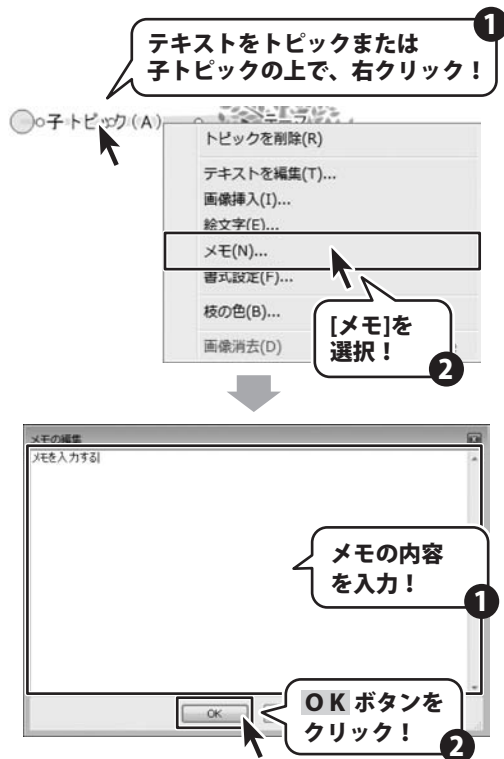 1
テキストをトピックまたは
子トピックの上で、右クリック！
子トピック(A)
テーマ
トピックを削除(R)
テキストを編集(T)...
画像挿入(I)...
絵文字(E)...
メモ(N)...
書式設定(F)...
枝の色(B)...
画像消去(D)
[メモ]を
選択！
2
メモの編集
メモを入力する
メモの内容
を入力！
1
OK
OKボタンを
クリック！
2